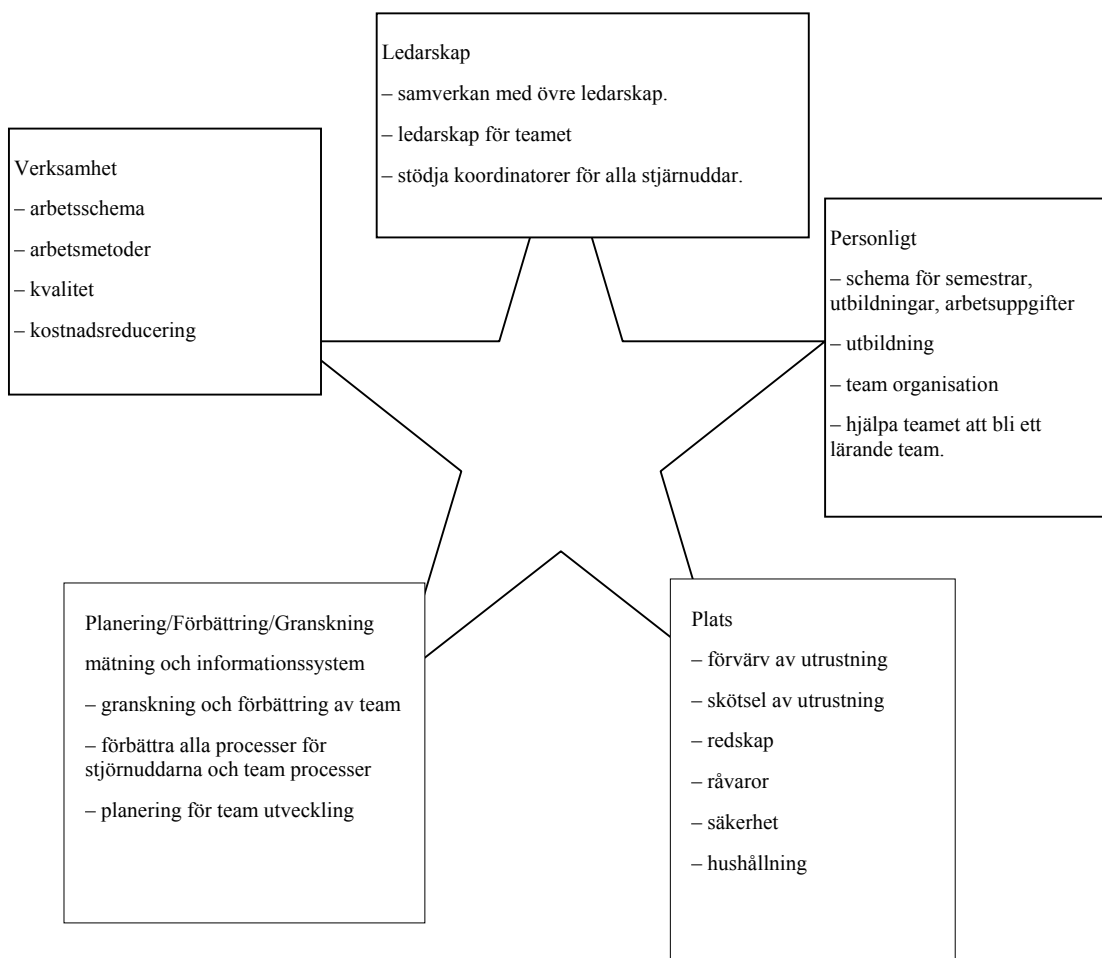 Ledarskap
– samverkan med övre ledarskap.
– ledarskap för teamet
– stödja koordinatorer för alla stjärnuddar.
Verksamhet
– arbetsschema
– arbetsmetoder
– kvalitet
– kostnadsreducering
Personligt
– schema för semestrar,
utbildningar, arbetsuppgifter
– utbildning
– team organisation
– hjälpa teamet att bli ett
lärande team.
Planering/Förbättring/Granskning
mätning och informationssystem
– granskning och förbättring av team
– förbättra alla processer för
stjörnuddarna och team processer
– planering för team utveckling
Plats
– förvärv av utrustning
– skötsel av utrustning
– redskap
– råvaror
– säkerhet
– hushållning